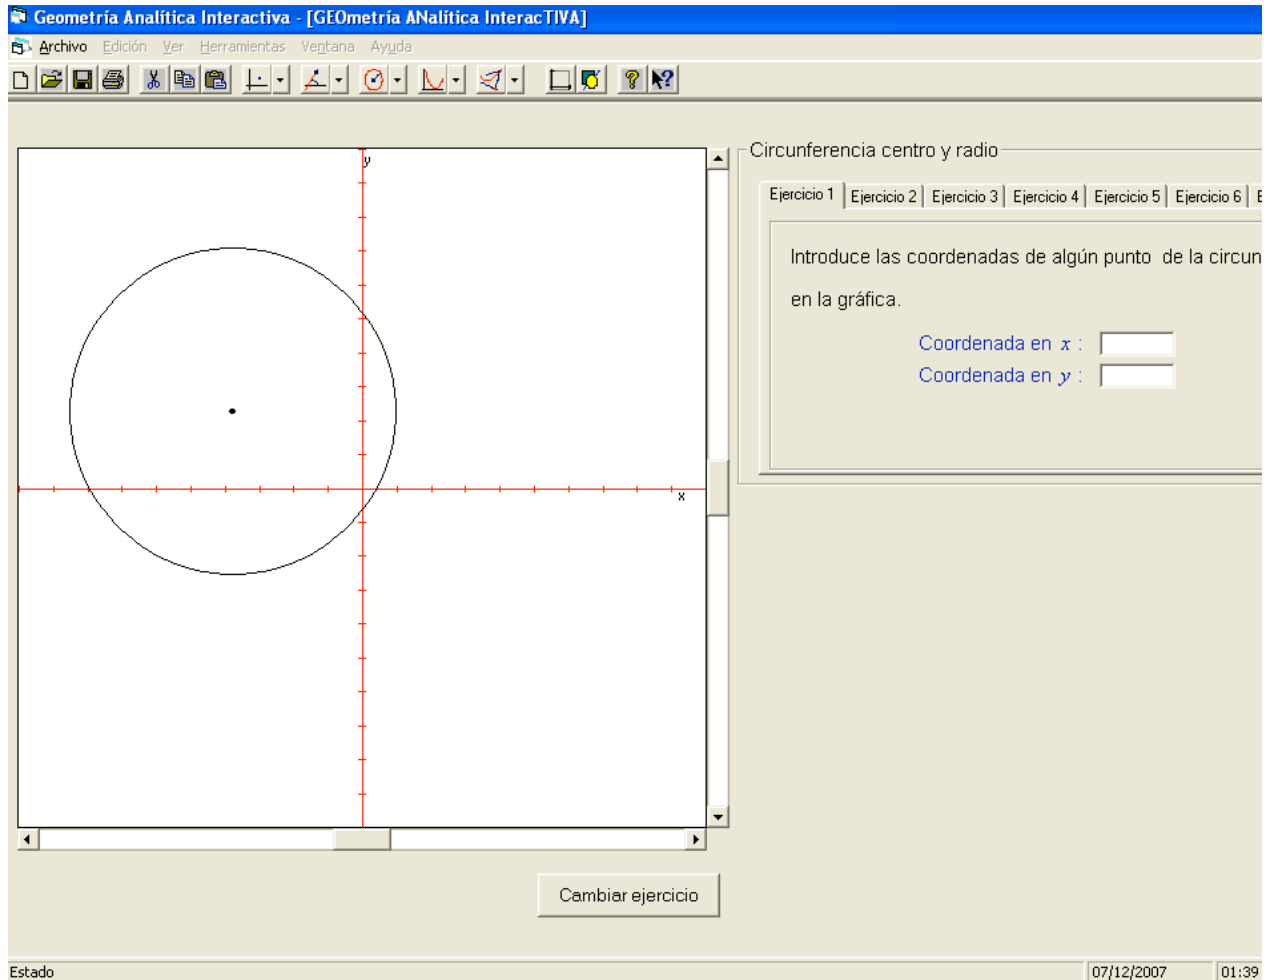 Geometría Analítica Interactiva - [GEOmetría ANalítica InteracTIVA]
Archivo Edición Ver Herramientas Ventana Ayuda
y
x
Circunferencia centro y radio
Ejercicio 1 Ejercicio 2 Ejercicio 3 Ejercicio 4 Ejercicio 5 Ejercicio 6 E
Introduce las coordenadas de algún punto de la circun
en la gráfica.
Coordenada en x :
Coordenada en y :
Cambiar ejercicio
Estado 07/12/2007 01:39